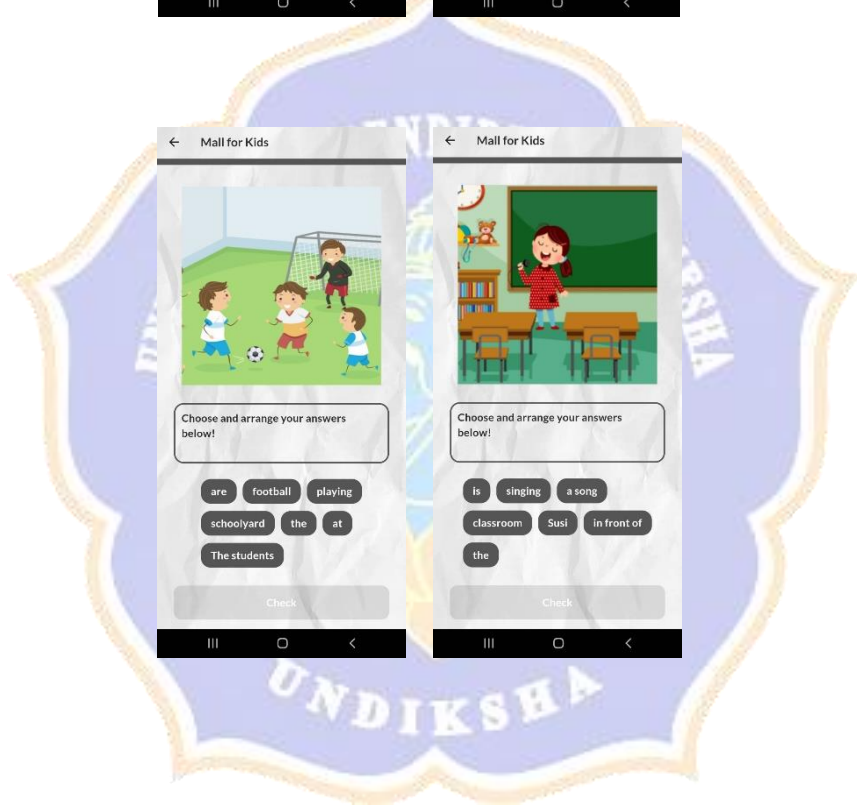 Mall for Kids
Choose and arrange your answers
below!
are football playing
schoolyard the at
The students
Check
Mall for Kids
Choose and arrange your answers
below!
is singing a song
classroom Susi in front of
the
Check
UNDIKSHA